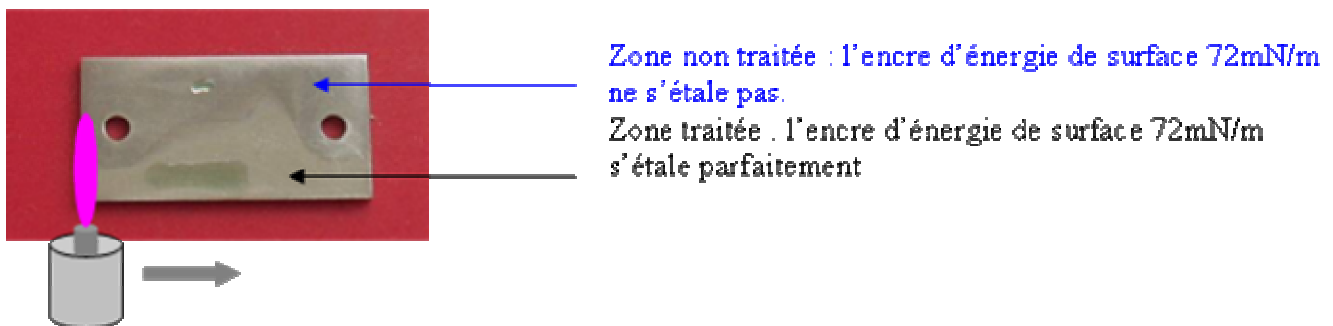 Zone non traitée : l'encre d'énergie de surface 72mN/m
ne s'étale pas.
Zone traitée . l'encre d'énergie de surface 72mN/m
s'étale parfaitement